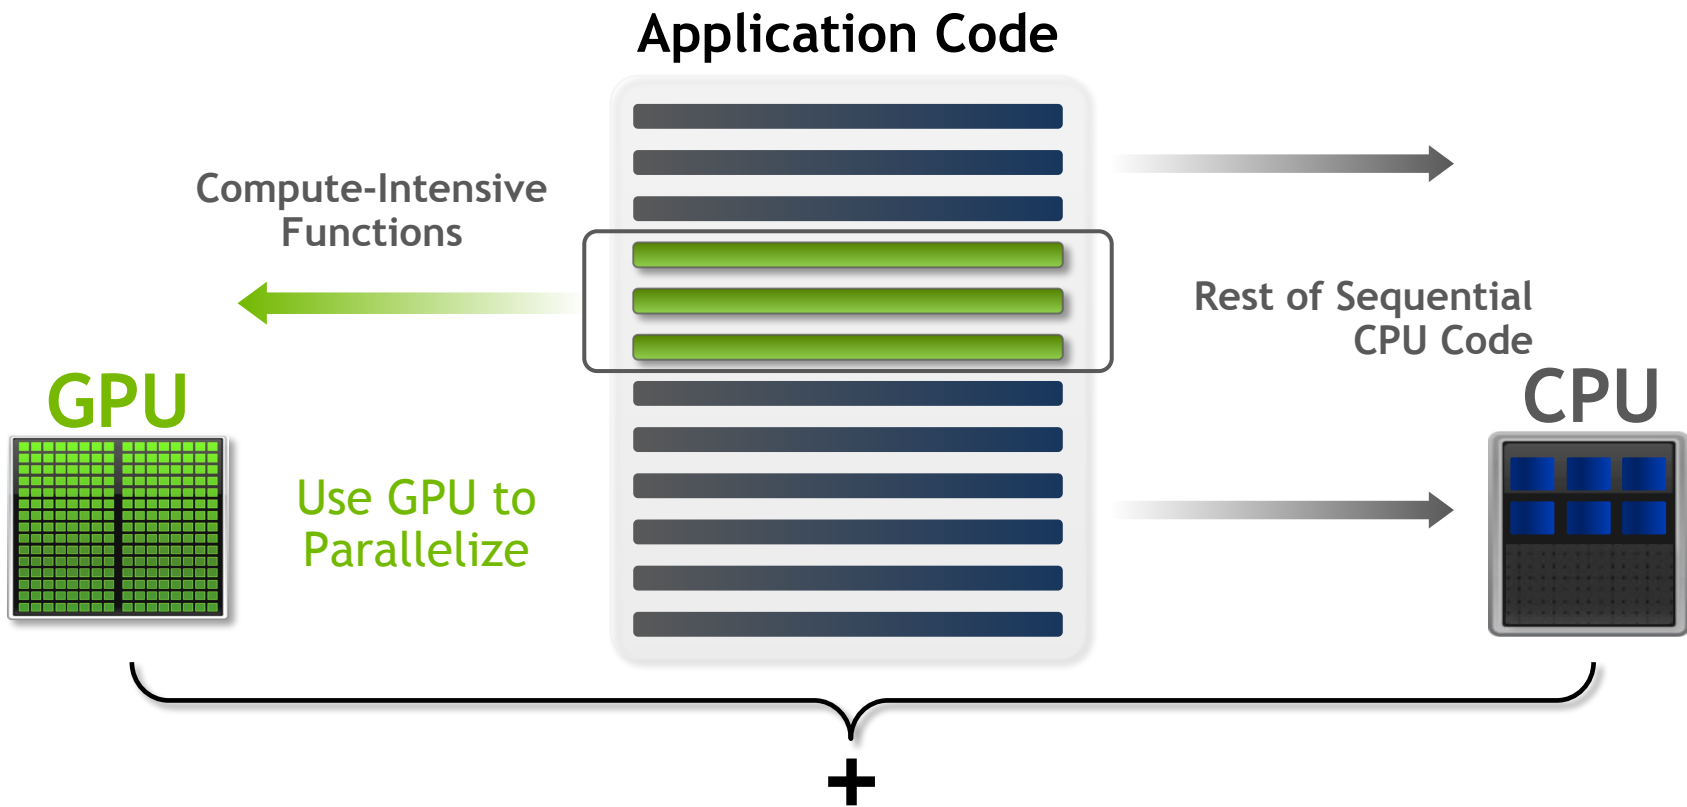 Application Code
Compute-Intensive
Functions
Rest of Sequential
CPU Code
GPU
CPU
Use GPU to
Parallelize
+